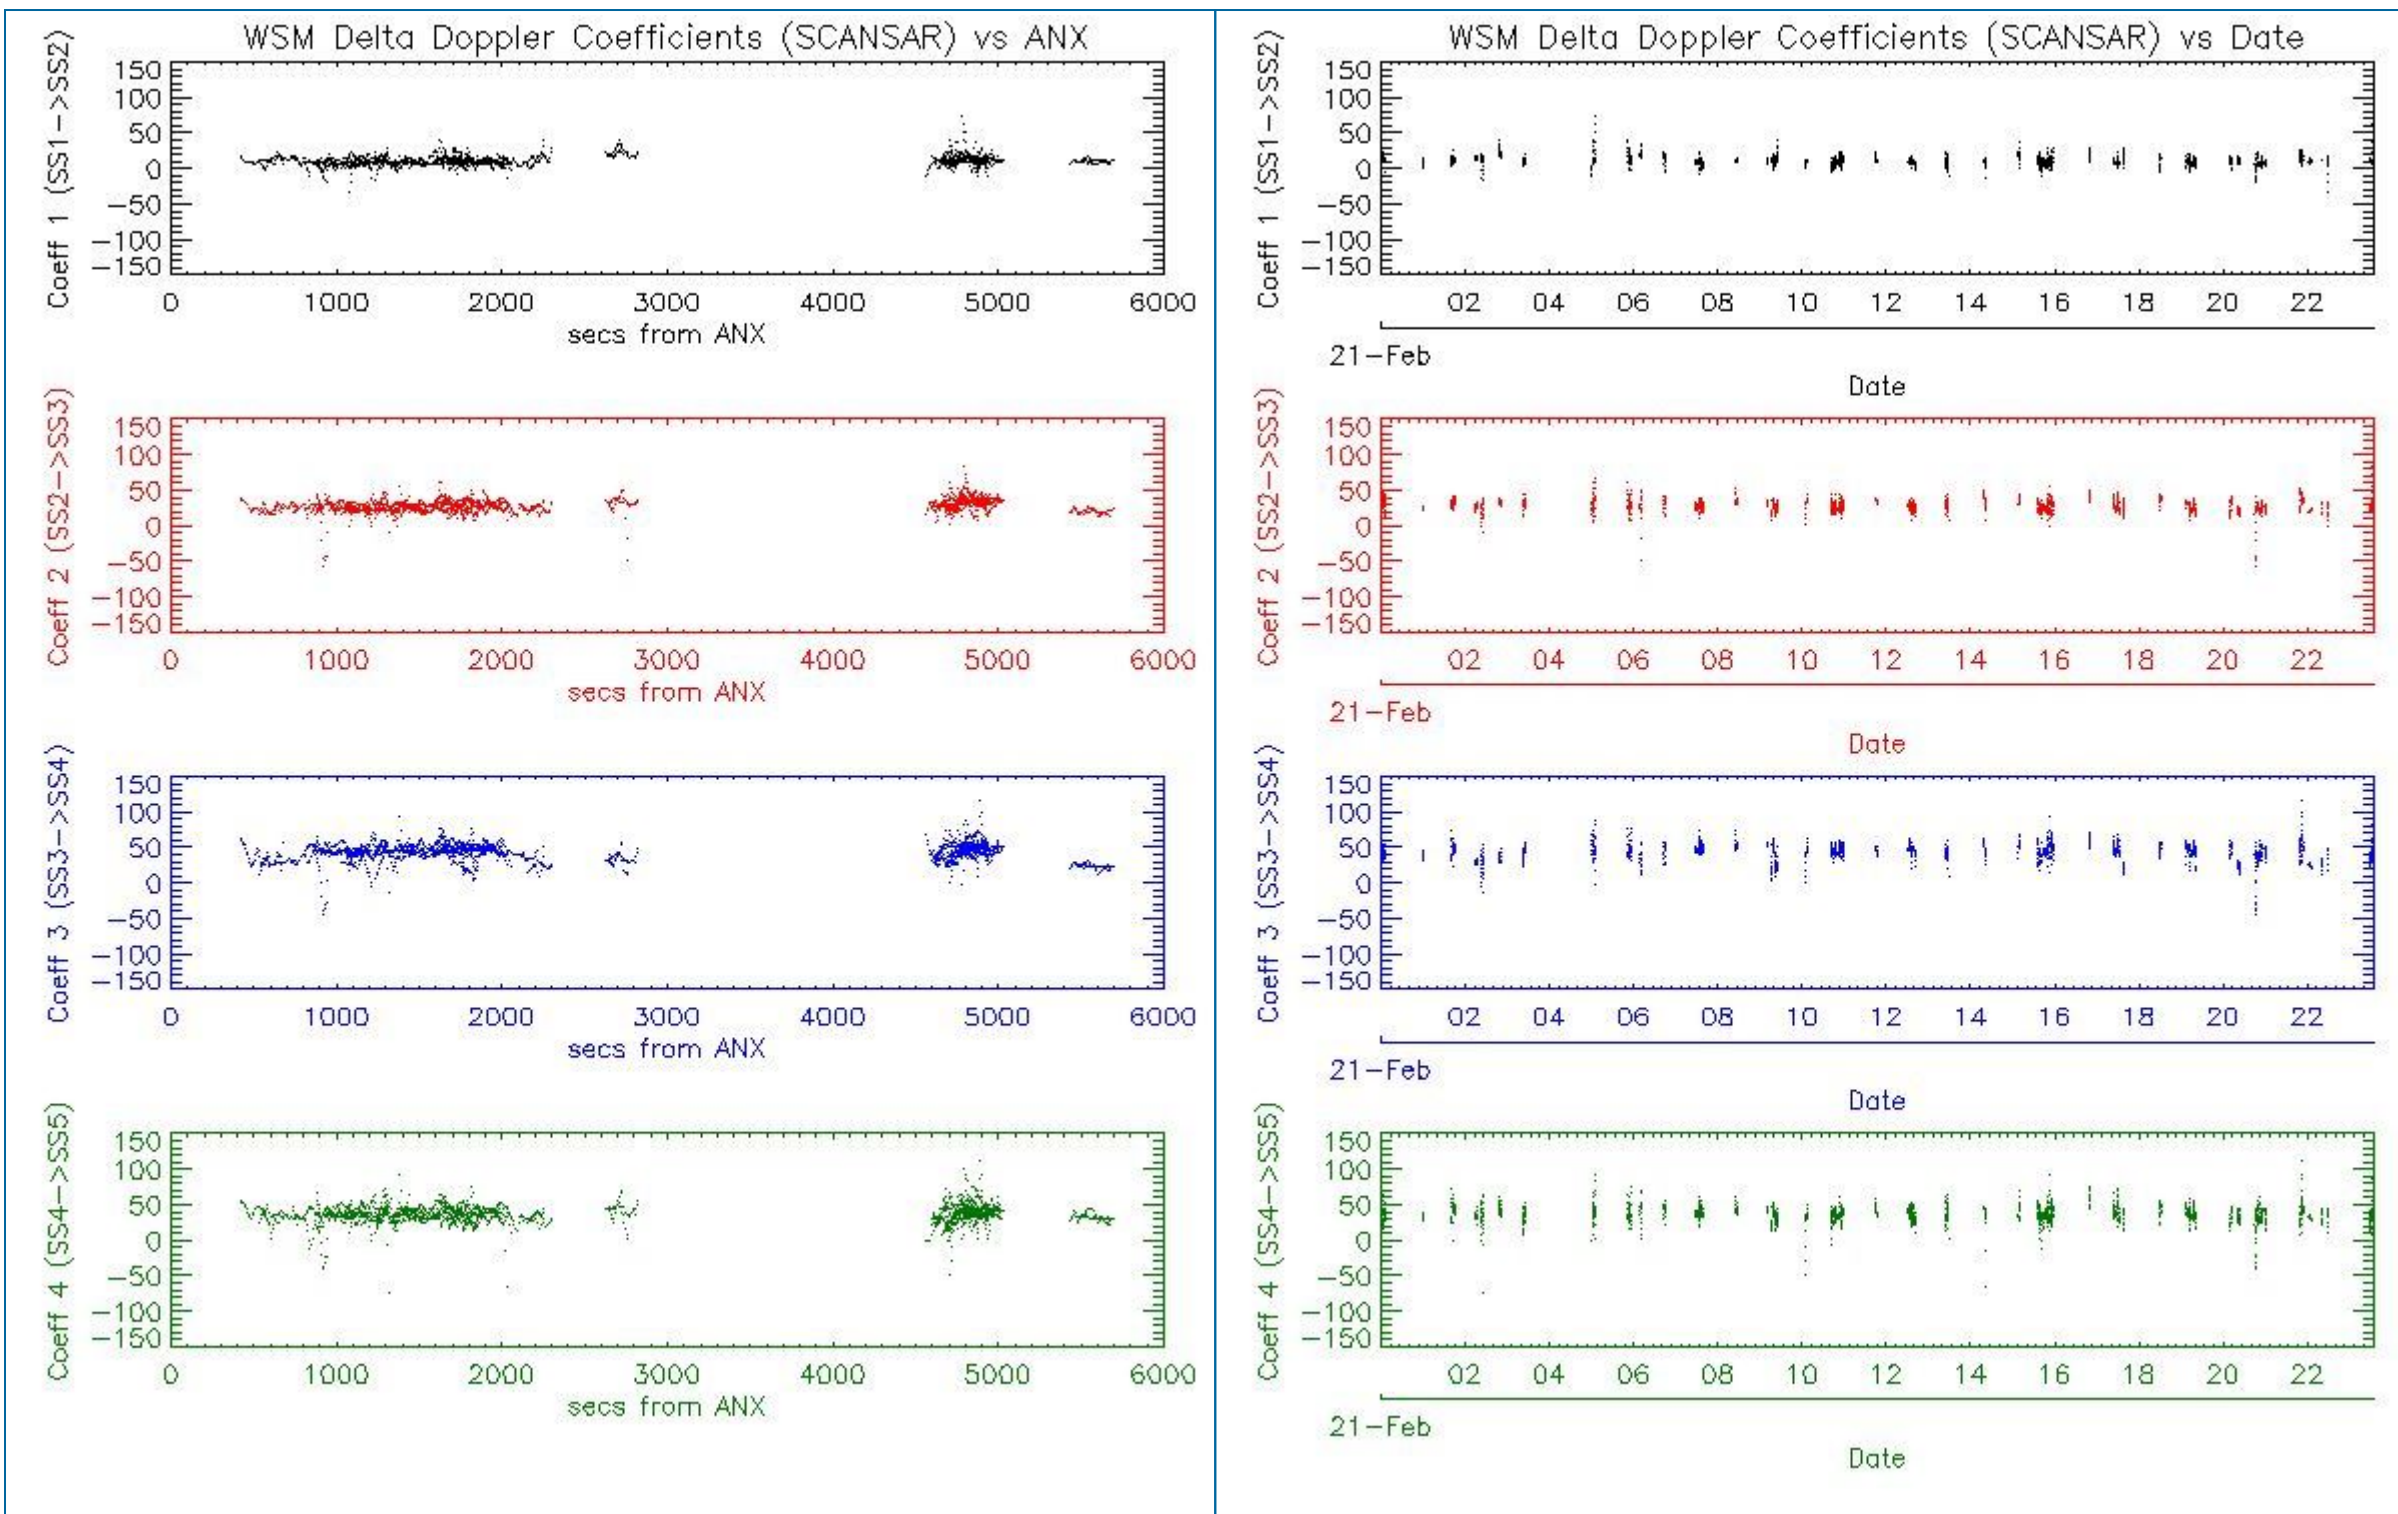 WSM Delta Doppler Coefficients (SCANSAR) vs ANX
Coeff 1 (SS1->SS2)
150
100
50
0
-50
-100
-150
0 1000 2000 3000 4000 5000 6000
secs from ANX
Coeff 2 (SS2->SS3)
150
100
50
0
-50
-100
-150
0 1000 2000 3000 4000 5000 6000
secs from ANX
Coeff 3 (SS3->SS4)
150
100
50
0
-50
-100
-150
0 1000 2000 3000 4000 5000 6000
secs from ANX
Coeff 4 (SS4->SS5)
150
100
50
0
-50
-100
-150
0 1000 2000 3000 4000 5000 6000
secs from ANX
WSM Delta Doppler Coefficients (SCANSAR) vs Date
Coeff 1 (SS1->SS2)
150
100
50
0
-50
-100
-150
02 04 06 08 10 12 14 16 18 20 22
21-Feb
Date
Coeff 2 (SS2->SS3)
150
100
50
0
-50
-100
-150
02 04 06 08 10 12 14 16 18 20 22
21-Feb
Date
Coeff 3 (SS3->SS4)
150
100
50
0
-50
-100
-150
02 04 06 08 10 12 14 16 18 20 22
21-Feb
Date
Coeff 4 (SS4->SS5)
150
100
50
0
-50
-100
-150
02 04 06 08 10 12 14 16 18 20 22
21-Feb
Date